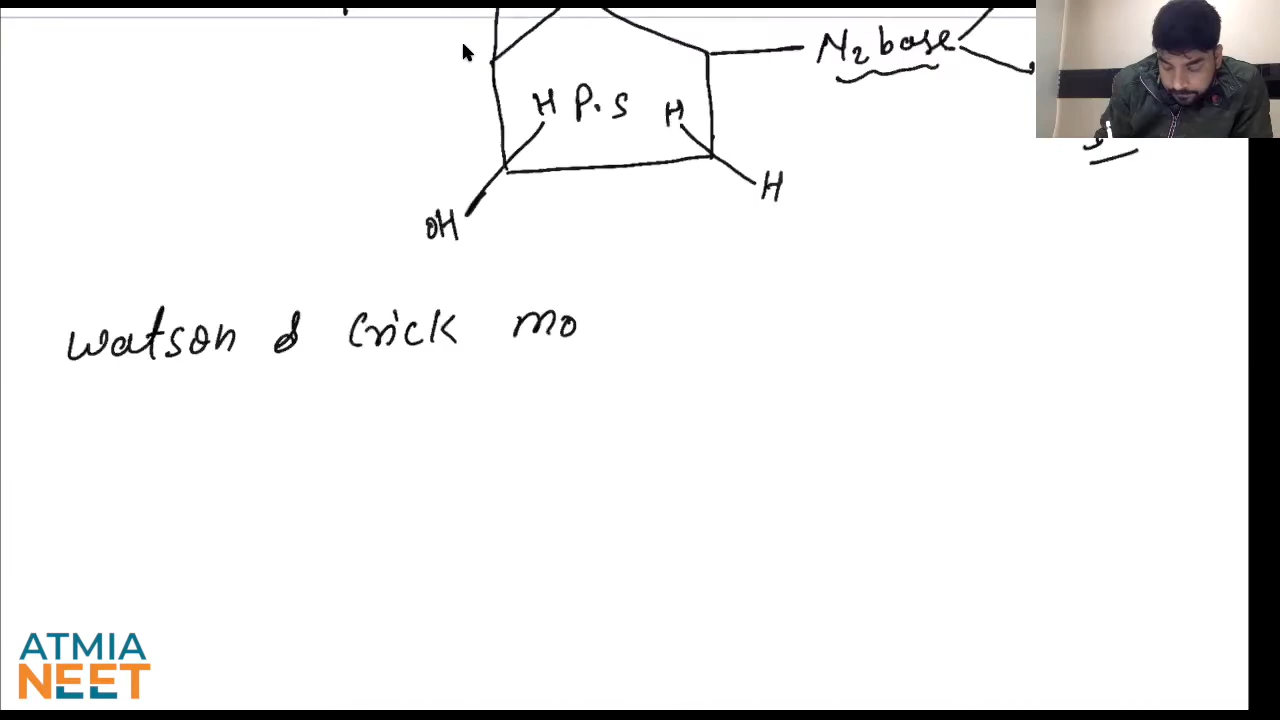 N2 base
H P.S H
H
OH
Watson & Crick mo
ATMIA
NEET